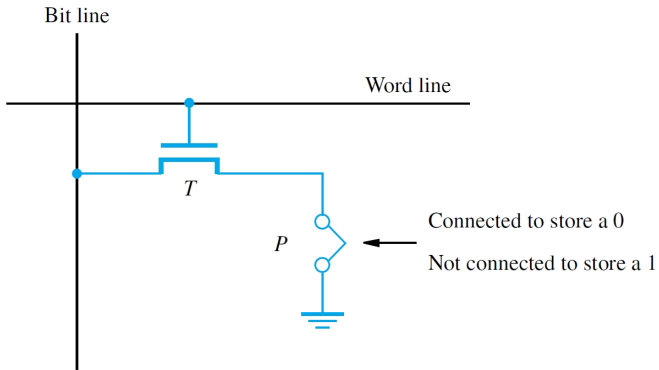 Bit line
Word line
T
P
Connected to store a 0
Not connected to store a 1